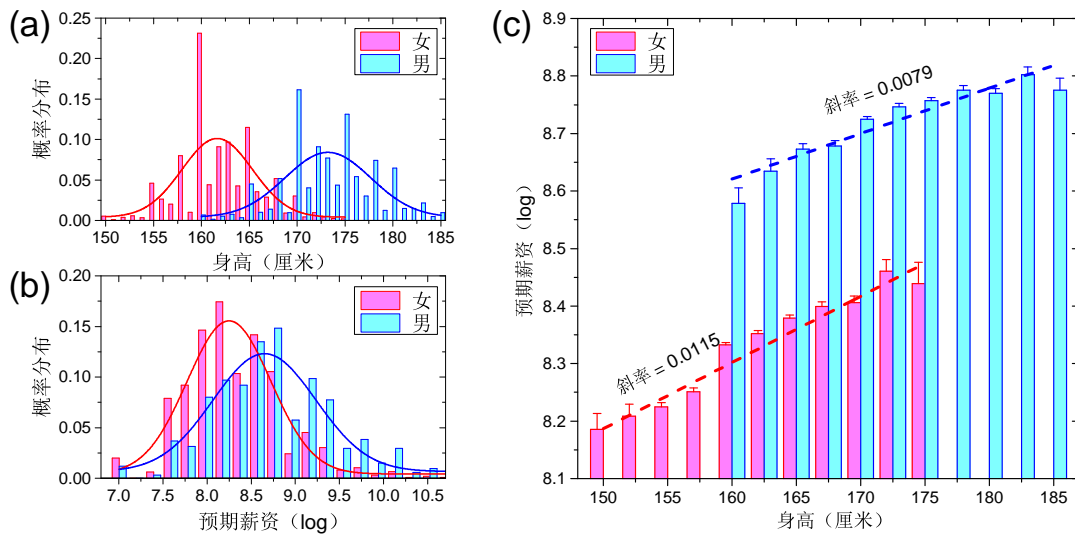 (a)
0.25
0.20
0.15
0.10
0.05
0.00
概率分布
女
男
150 155 160 165 170 175 180 185
身高（厘米）
(b)
0.20
0.15
0.10
0.05
0.00
概率分布
女
男
7.0 7.5 8.0 8.5 9.0 9.5 10.0 10.5
预期薪资（log）
(c)
8.9
8.8
8.7
8.6
8.5
8.4
8.3
8.2
8.1
预期薪资（log）
女
男
斜率 = 0.0079
斜率 = 0.0115
150 155 160 165 170 175 180 185
身高（厘米）